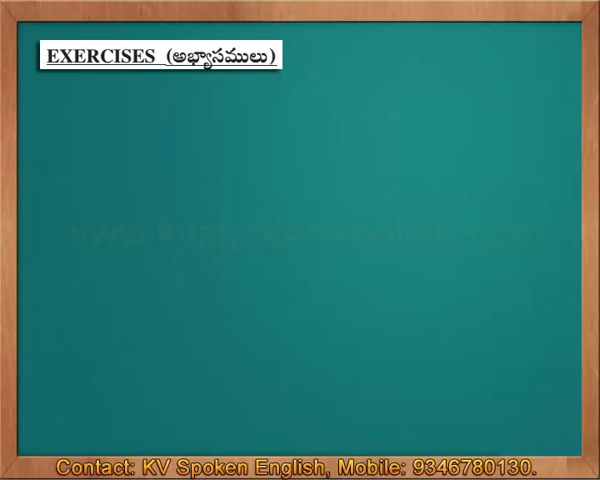 EXERCISES (అభ్యాసములు)
Contact: KV Spoken English, Mobile: 9346780130.